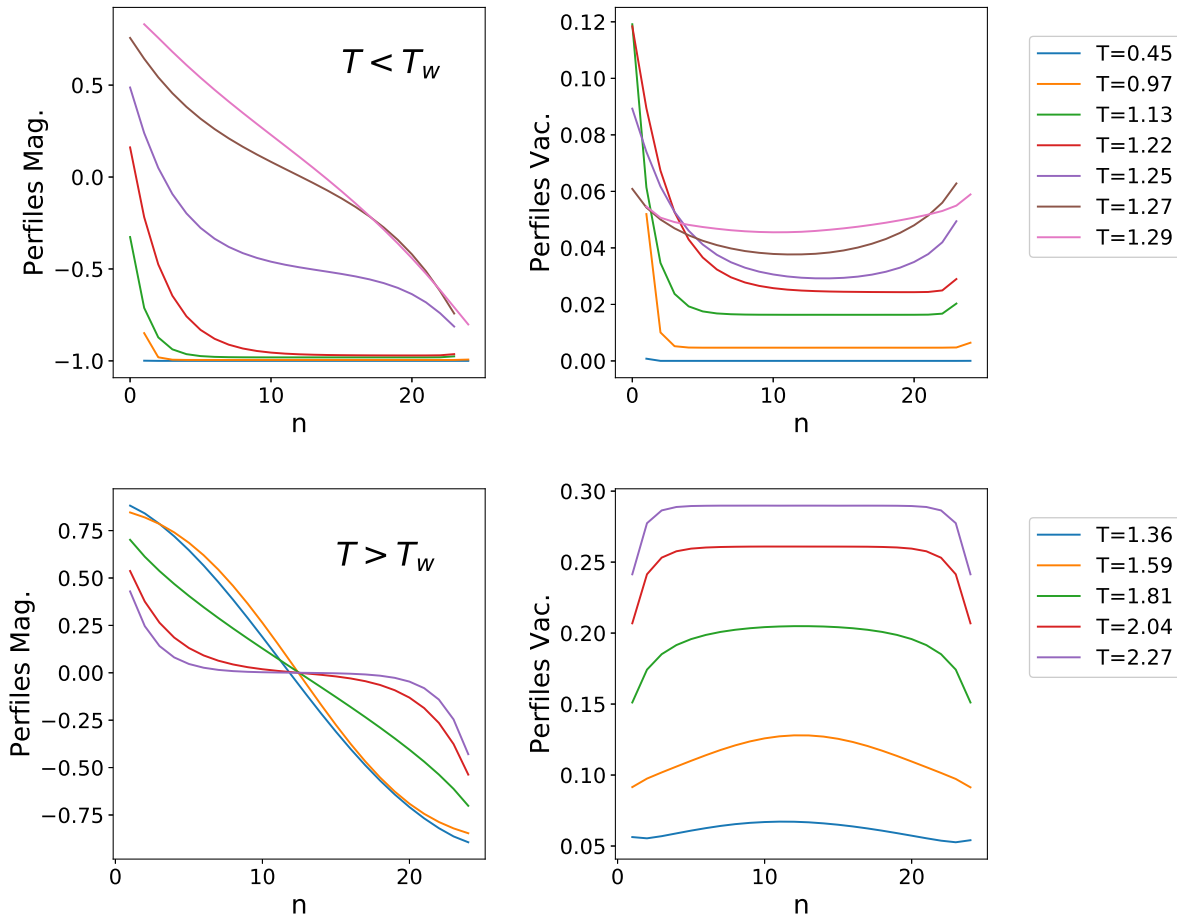 T < T_w
0.5
0.0
−0.5
−1.0
Perfiles Mag.
0
10
20
n
0.12
0.10
0.08
0.06
0.04
0.02
0.00
Perfiles Vac.
0
10
20
n
T=0.45
T=0.97
T=1.13
T=1.22
T=1.25
T=1.27
T=1.29
T > T_w
0.75
0.50
0.25
0.00
−0.25
−0.50
−0.75
Perfiles Mag.
0
10
20
n
0.30
0.25
0.20
0.15
0.10
0.05
Perfiles Vac.
0
10
20
n
T=1.36
T=1.59
T=1.81
T=2.04
T=2.27